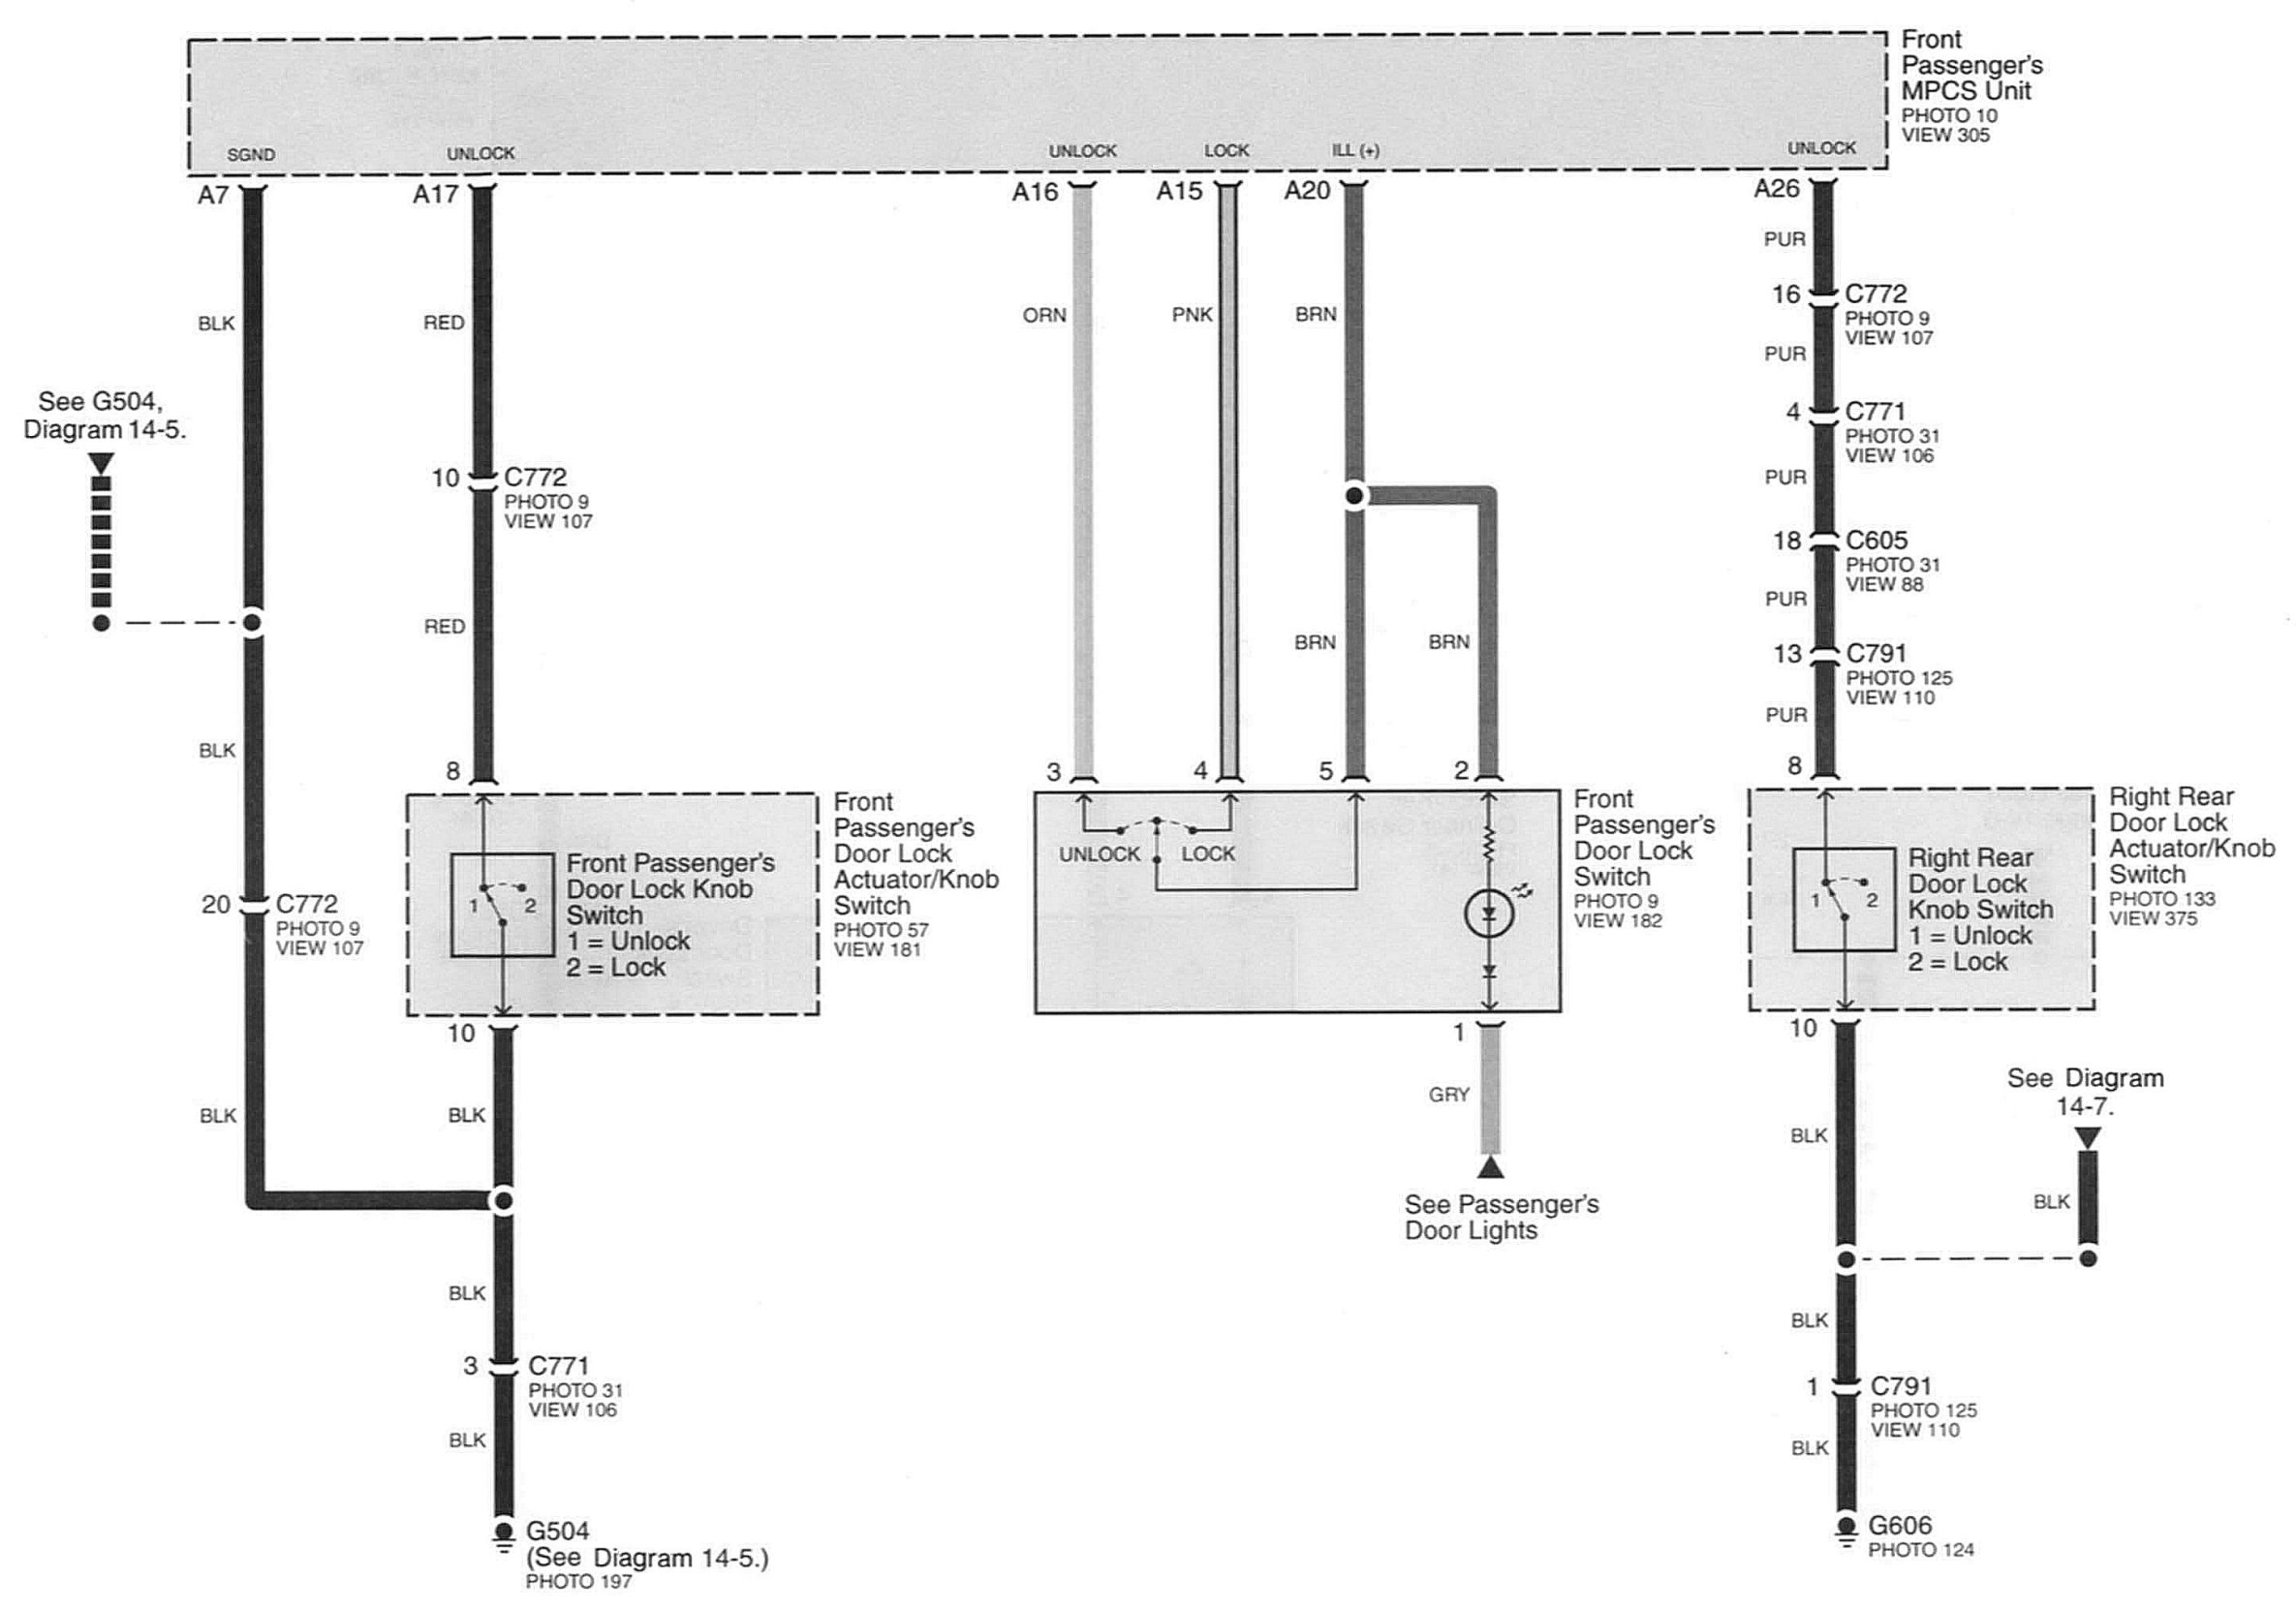 Front
Passenger's
MPCS Unit
PHOTO 10
VIEW 305
SGND
UNLOCK
UNLOCK
LOCK
ILL (+)
UNLOCK
A7
A17
A16
A15
A20
A26
PUR
BLK
RED
ORN
PNK
BRN
16
C772
PHOTO 9
VIEW 107
PUR
See G504,
Diagram 14-5.
4
C771
PHOTO 31
VIEW 106
PUR
10
C772
PHOTO 9
VIEW 107
18
C605
PHOTO 31
VIEW 88
PUR
RED
BRN
BRN
13
C791
PHOTO 125
VIEW 110
PUR
BLK
8
3
4
5
2
8
Front
Passenger's
Door Lock
Actuator/Knob
Switch
PHOTO 57
VIEW 181
Front Passenger's
Door Lock Knob
Switch
1 = Unlock
2 = Lock
1
2
UNLOCK
LOCK
Front
Passenger's
Door Lock
Switch
PHOTO 9
VIEW 182
Right Rear
Door Lock
Actuator/Knob
Switch
PHOTO 133
VIEW 375
Right Rear
Door Lock
Knob Switch
1 = Unlock
2 = Lock
1
2
20
C772
PHOTO 9
VIEW 107
10
1
10
BLK
BLK
GRY
BLK
See Diagram
14-7.
BLK
See Passenger's
Door Lights
BLK
BLK
3
C771
PHOTO 31
VIEW 106
1
C791
PHOTO 125
VIEW 110
BLK
BLK
G504
(See Diagram 14-5.)
PHOTO 197
G606
PHOTO 124